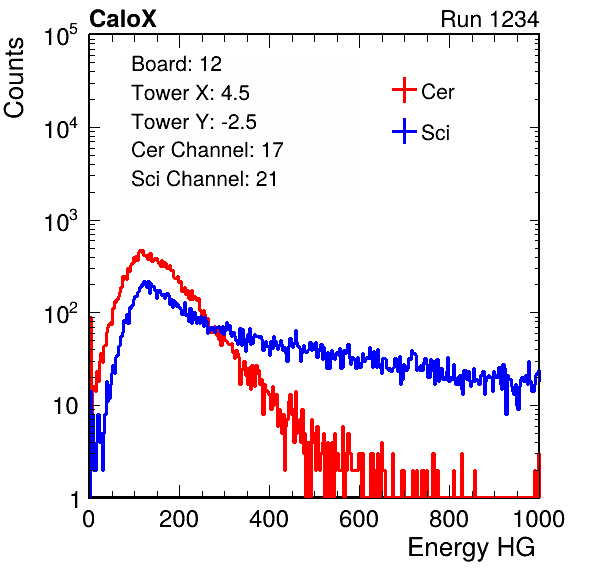 CaloX Run 1234
Counts
10^5
10^4
10^3
10^2
10
1
Board: 12
Tower X: 4.5
Tower Y: -2.5
Cer Channel: 17
Sci Channel: 21
Cer
Sci
0 200 400 600 800 1000
Energy HG